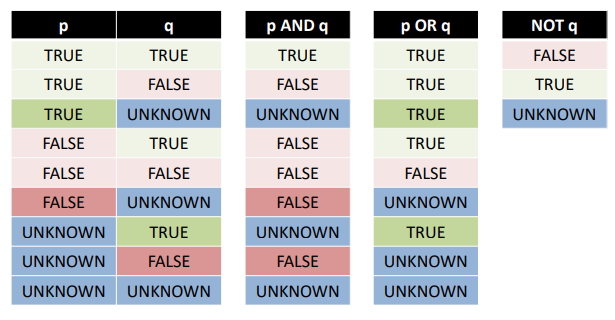 p q p AND q p OR q NOT q
TRUE TRUE TRUE TRUE FALSE
TRUE FALSE FALSE TRUE TRUE
TRUE UNKNOWN UNKNOWN TRUE UNKNOWN
FALSE TRUE FALSE TRUE
FALSE FALSE FALSE FALSE
FALSE UNKNOWN FALSE UNKNOWN
UNKNOWN TRUE UNKNOWN TRUE
UNKNOWN FALSE FALSE UNKNOWN
UNKNOWN UNKNOWN UNKNOWN UNKNOWN